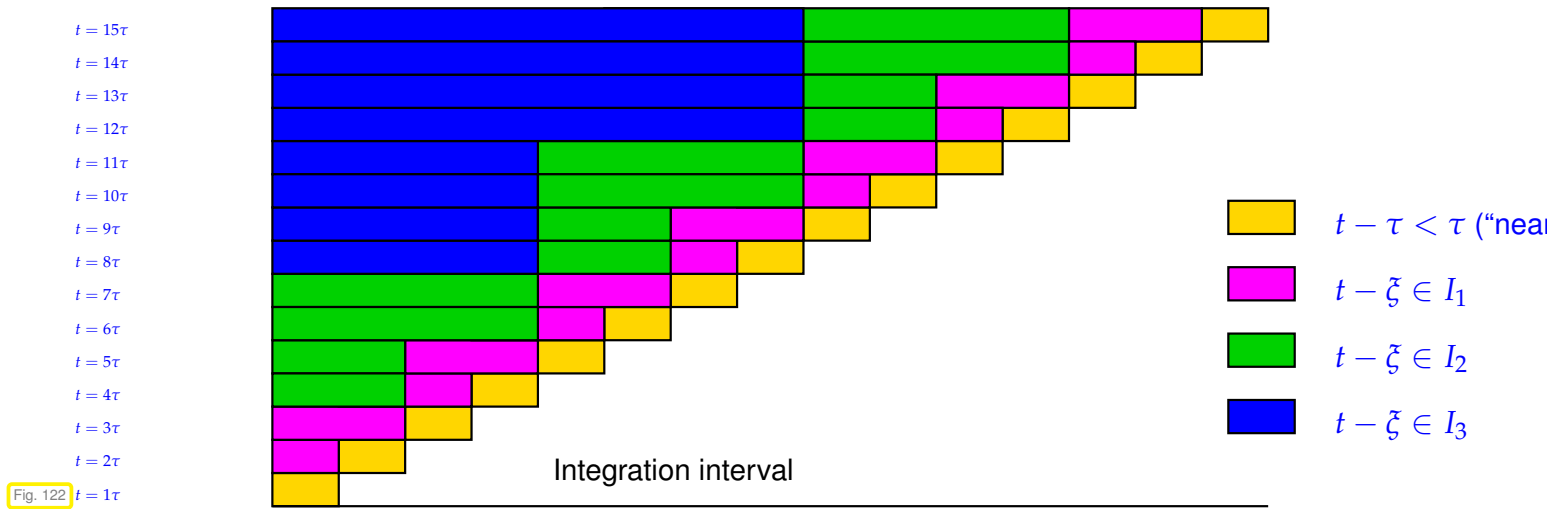 t = 15τ
t = 14τ
t = 13τ
t = 12τ
t = 11τ
t = 10τ
t = 9τ
t = 8τ
t = 7τ
t = 6τ
t = 5τ
t = 4τ
t = 3τ
t = 2τ
Fig. 122 t = 1τ
Integration interval
t − τ < τ (“near
t − ξ ∈ I₁
t − ξ ∈ I₂
t − ξ ∈ I₃